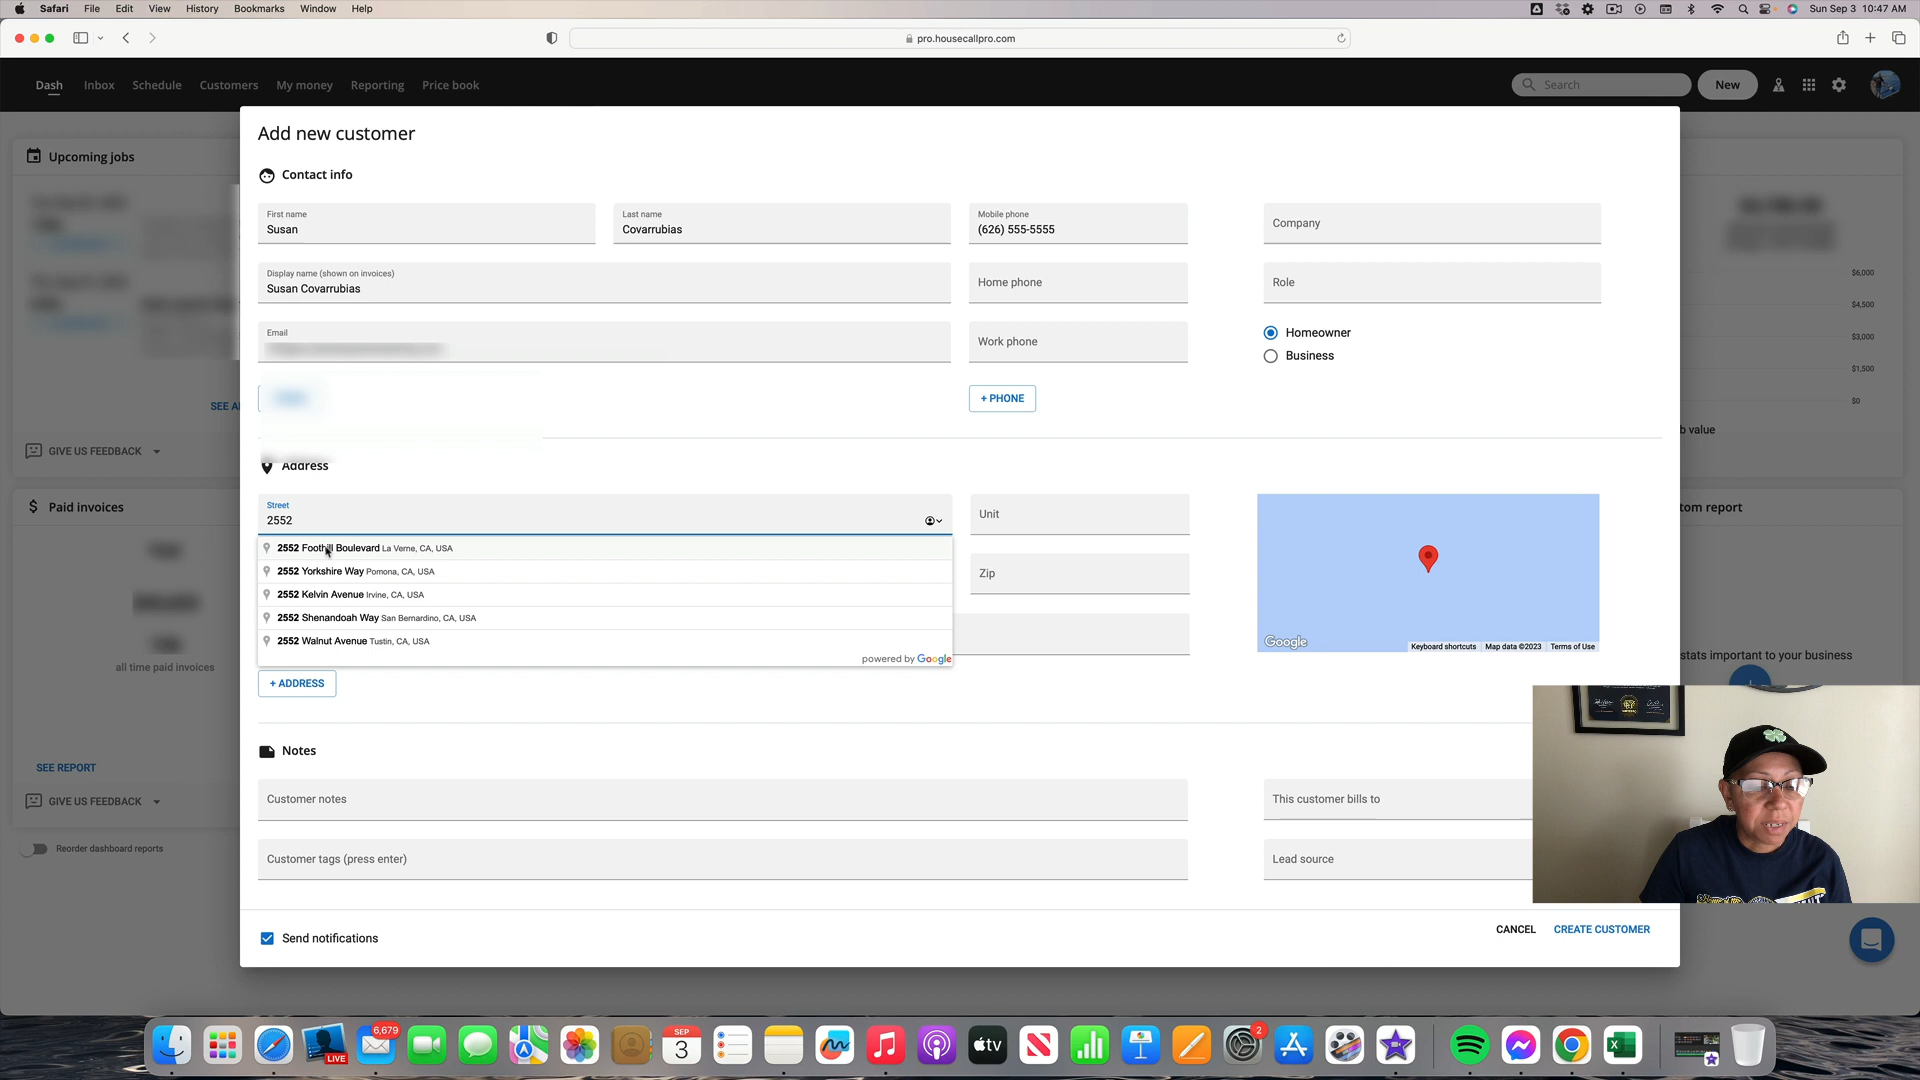 Safari File Edit View History Bookmarks Window Help Sun Sep 3 10:47 AM
pro.housecallpro.com
Dash Inbox Schedule Customers My money Reporting Price book Search New
Add new customer
Upcoming jobs
Contact info
First name
Susan
Last name
Covarrubias
Mobile phone
(626) 555-5555
Company
Display name (shown on invoices)
Susan Covarrubias
Home phone
Role
$6,000
$4,500
$3,000
$1,500
$0
Email
Work phone
Homeowner
Business
+ PHONE
SEE A
b value
GIVE US FEEDBACK
Address
Street
2552
Unit
Zip
2552 Foothill Boulevard La Verne, CA, USA
2552 Yorkshire Way Pomona, CA, USA
2552 Kelvin Avenue Irvine, CA, USA
2552 Shenandoah Way San Bernardino, CA, USA
2552 Walnut Avenue Tustin, CA, USA
powered by Google
Google Keyboard shortcuts Map data ©2023 Terms of Use
+ ADDRESS
Paid invoices
tom report
all time paid invoices
stats important to your business
SEE REPORT
GIVE US FEEDBACK
Reorder dashboard reports
Notes
Customer notes
This customer bills to
Customer tags (press enter)
Lead source
Send notifications
CANCEL CREATE CUSTOMER
LIVE
6,679
SEP
3
tv
2